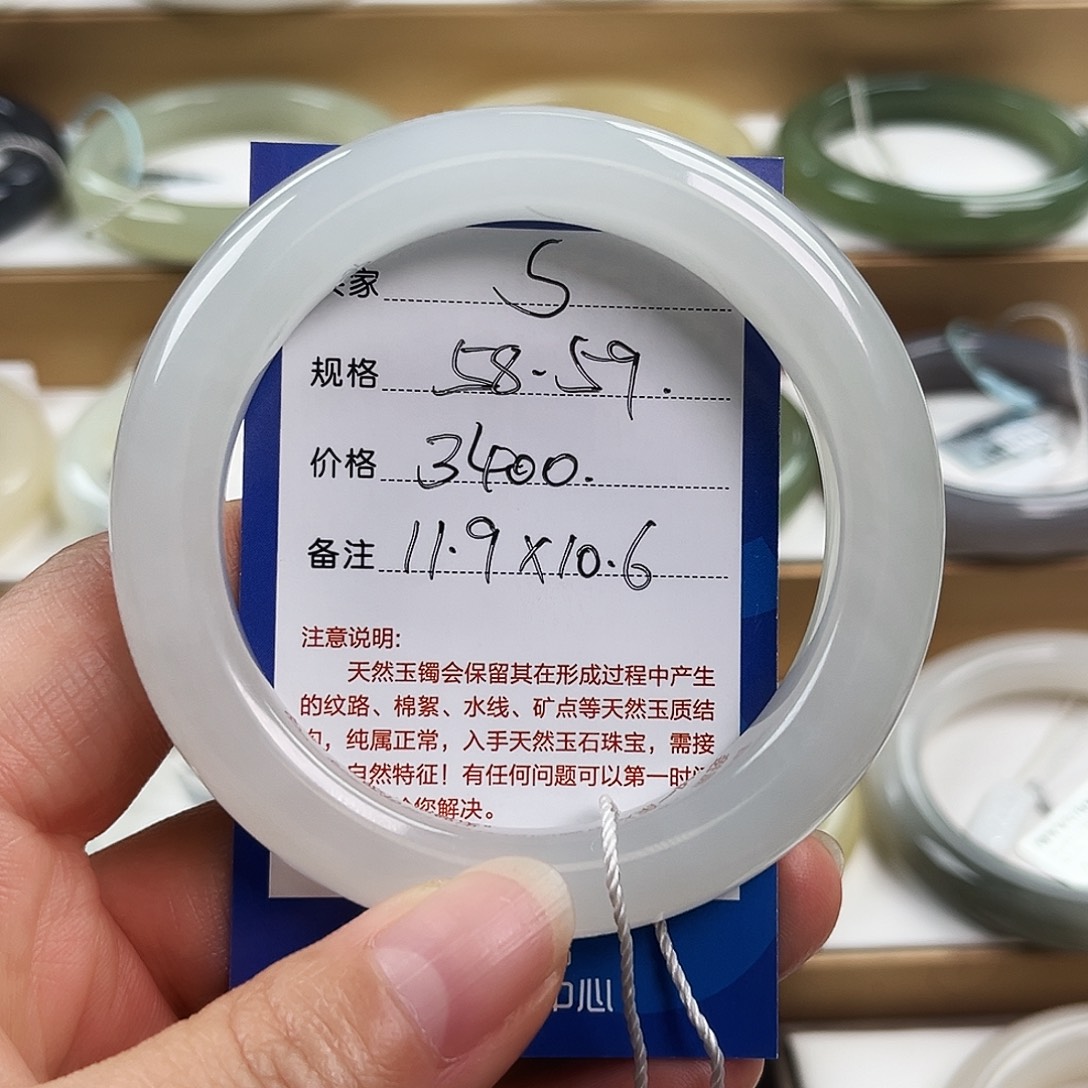 家 S
规格 58-59.
价格 3400.
备注 11.9×10.6
注意说明:
天然玉镯会保留其在形成过程中产生
的纹路、棉絮、水线、矿点等天然玉质结
，纯属正常，入手天然玉石珠宝，需接
自然特征！有任何问题可以第一时
您解决。
中心